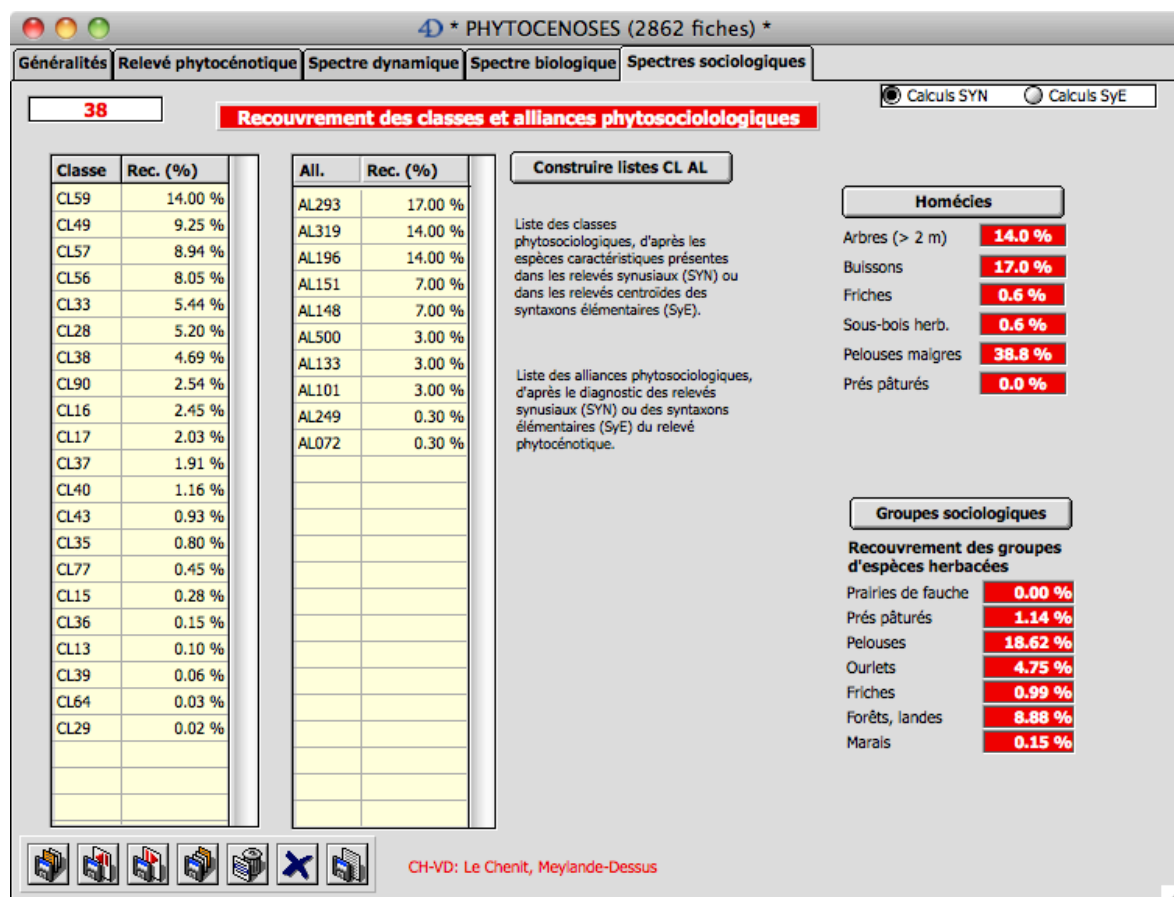 * PHYTOCENOSES (2862 fiches) *
Généralités Relevé phytocénotique Spectre dynamique Spectre biologique Spectres sociologiques
Calculs SYN Calculs SyE
38
Recouvrement des classes et alliances phytosociolologiques
Classe Rec. (%)
CL59 14.00 %
CL49 9.25 %
CL57 8.94 %
CL56 8.05 %
CL33 5.44 %
CL28 5.20 %
CL38 4.69 %
CL90 2.54 %
CL16 2.45 %
CL17 2.03 %
CL37 1.91 %
CL40 1.16 %
CL43 0.93 %
CL35 0.80 %
CL77 0.45 %
CL15 0.28 %
CL36 0.15 %
CL13 0.10 %
CL39 0.06 %
CL64 0.03 %
CL29 0.02 %
All. Rec. (%)
AL293 17.00 %
AL319 14.00 %
AL196 14.00 %
AL151 7.00 %
AL148 7.00 %
AL500 3.00 %
AL133 3.00 %
AL101 3.00 %
AL249 0.30 %
AL072 0.30 %
Construire listes CL AL
Liste des classes
phytosociologiques, d'après les
espèces caractéristiques présentes
dans les relevés synusiaux (SYN) ou
dans les relevés centroïdes des
syntaxons élémentaires (SyE).
Liste des alliances phytosociologiques,
d'après le diagnostic des relevés
synusiaux (SYN) ou des syntaxons
élémentaires (SyE) du relevé
phytocénotique.
Homécies
Arbres (> 2 m) 14.0 %
Buissons 17.0 %
Friches 0.6 %
Sous-bois herb. 0.6 %
Pelouses maigres 38.8 %
Prés pâturés 0.0 %
Groupes sociologiques
Recouvrement des groupes
d'espèces herbacées
Prairies de fauche 0.00 %
Prés pâturés 1.14 %
Pelouses 18.62 %
Ourlets 4.75 %
Friches 0.99 %
Forêts, landes 8.88 %
Marais 0.15 %
CH-VD: Le Chenit, Meylande-Dessus